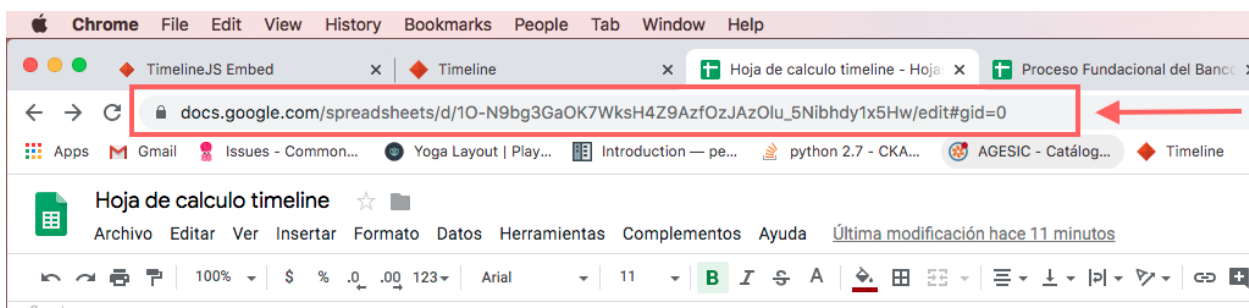 Chrome File Edit View History Bookmarks People Tab Window Help
TimelineJS Embed × Timeline × Hoja de calculo timeline - Hoja × Proceso Fundacional del Banco
docs.google.com/spreadsheets/d/1O-N9bg3GaOK7WksH4Z9AzfOzJAzOlu_5Nibhdy1x5Hw/edit#gid=0
Apps Gmail Issues - Common... Yoga Layout | Play... Introduction — pe... python 2.7 - CKA... AGESIC - Catálog... Timeline
Hoja de calculo timeline
Archivo Editar Ver Insertar Formato Datos Herramientas Complementos Ayuda Última modificación hace 11 minutos
100% $ % .0 .00 123 Arial 11 B I S A